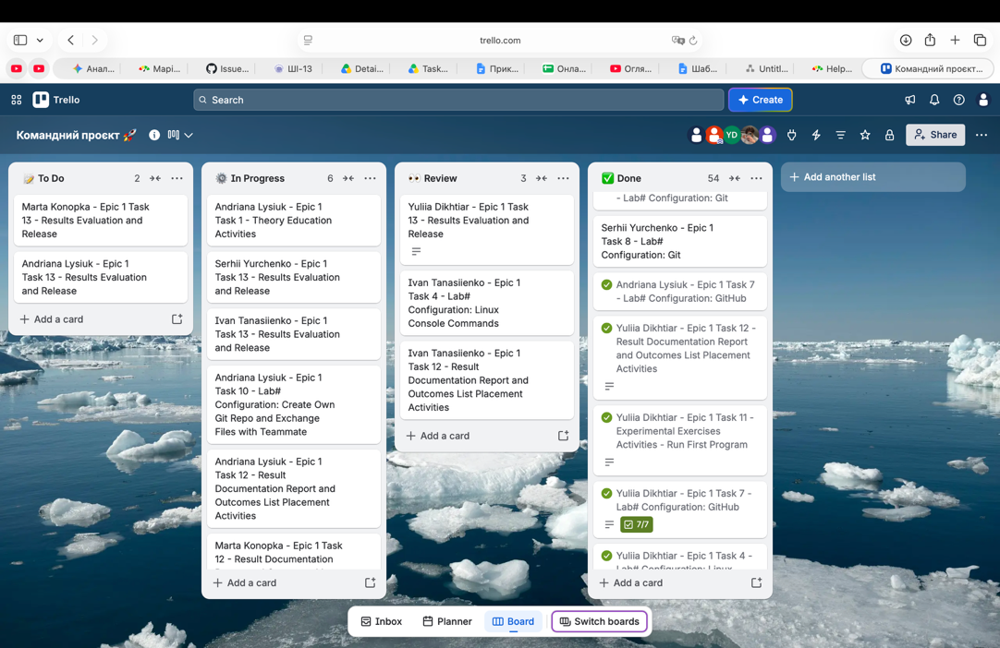 trello.com
Анал...
Марі...
Issue...
ШІ-13
Detai...
Task...
Прик...
Онла...
Огля...
Шаб...
Untitl...
Help...
Командний проєкт...
Trello
Search
Create
Командний проєкт 🚀
YD
Share
📝 To Do 2
Marta Konopka - Epic 1 Task
13 - Results Evaluation and
Release
Andriana Lysiuk - Epic 1
Task 13 - Results Evaluation
and Release
Add a card
⚙️ In Progress 6
Andriana Lysiuk - Epic 1
Task 1 - Theory Education
Activities
Serhii Yurchenko - Epic 1
Task 13 - Results Evaluation
and Release
Ivan Tanasiienko - Epic 1
Task 13 - Results Evaluation
and Release
Andriana Lysiuk - Epic 1
Task 10 - Lab#
Configuration: Create Own
Git Repo and Exchange
Files with Teammate
Andriana Lysiuk - Epic 1
Task 12 - Result
Documentation Report and
Outcomes List Placement
Activities
Marta Konopka - Epic 1 Task
12 - Result Documentation
Add a card
👀 Review 3
Yuliia Dikhtiar - Epic 1 Task
13 - Results Evaluation and
Release
Ivan Tanasiienko - Epic 1
Task 4 - Lab#
Configuration: Linux
Console Commands
Ivan Tanasiienko - Epic 1
Task 12 - Result
Documentation Report and
Outcomes List Placement
Activities
Add a card
✅ Done 54
- Lab# Configuration: Git
Serhii Yurchenko - Epic 1
Task 8 - Lab#
Configuration: Git
Andriana Lysiuk - Epic 1 Task 7
- Lab# Configuration: GitHub
Yuliia Dikhtiar - Epic 1 Task 12 -
Result Documentation Report
and Outcomes List Placement
Activities
Yuliia Dikhtiar - Epic 1 Task 11 -
Experimental Exercises
Activities - Run First Program
Yuliia Dikhtiar - Epic 1 Task 7 -
Lab# Configuration: GitHub
7/7
Yuliia Dikhtiar - Epic 1 Task 4 -
Lab# Configuration: Linux
Add a card
Add another list
Inbox
Planner
Board
Switch boards